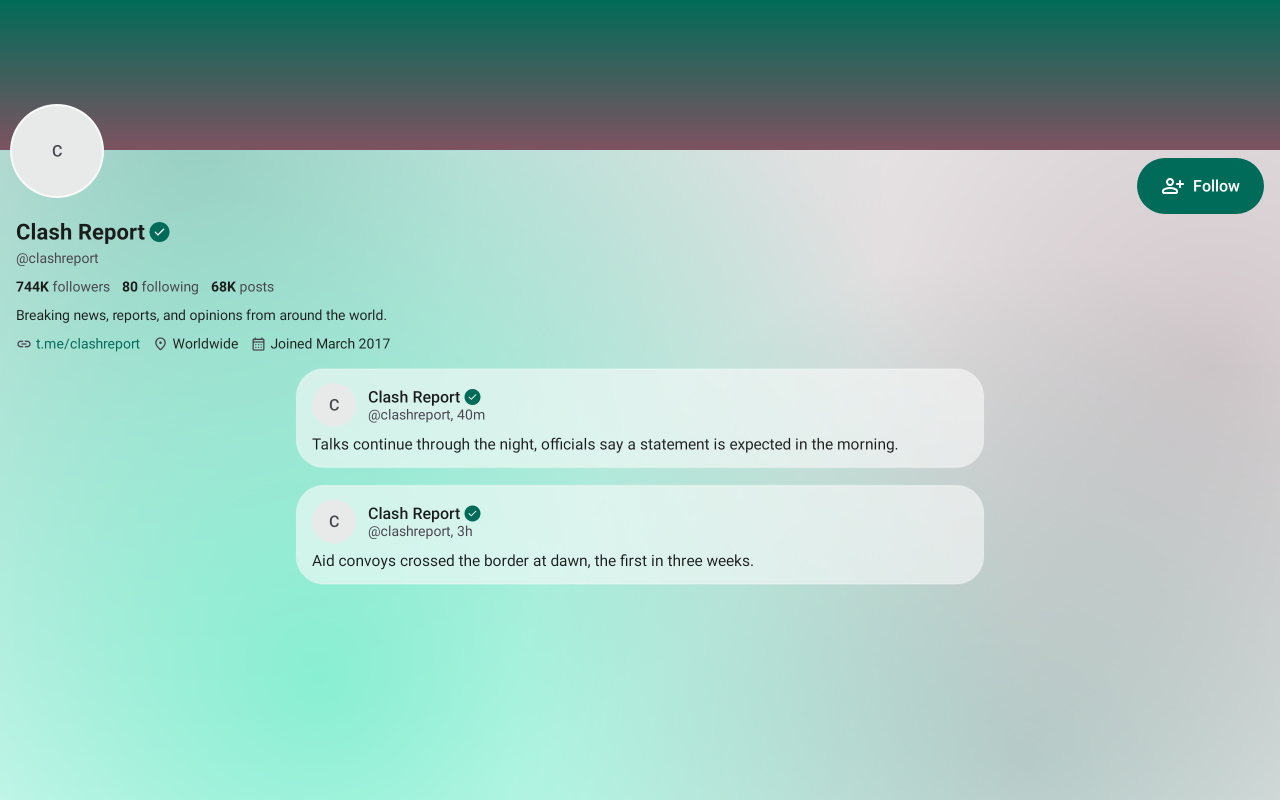 C
Follow
Clash Report
@clashreport
744K followers 80 following 68K posts
Breaking news, reports, and opinions from around the world.
t.me/clashreport Worldwide Joined March 2017
C
Clash Report
@clashreport, 40m
Talks continue through the night, officials say a statement is expected in the morning.
C
Clash Report
@clashreport, 3h
Aid convoys crossed the border at dawn, the first in three weeks.